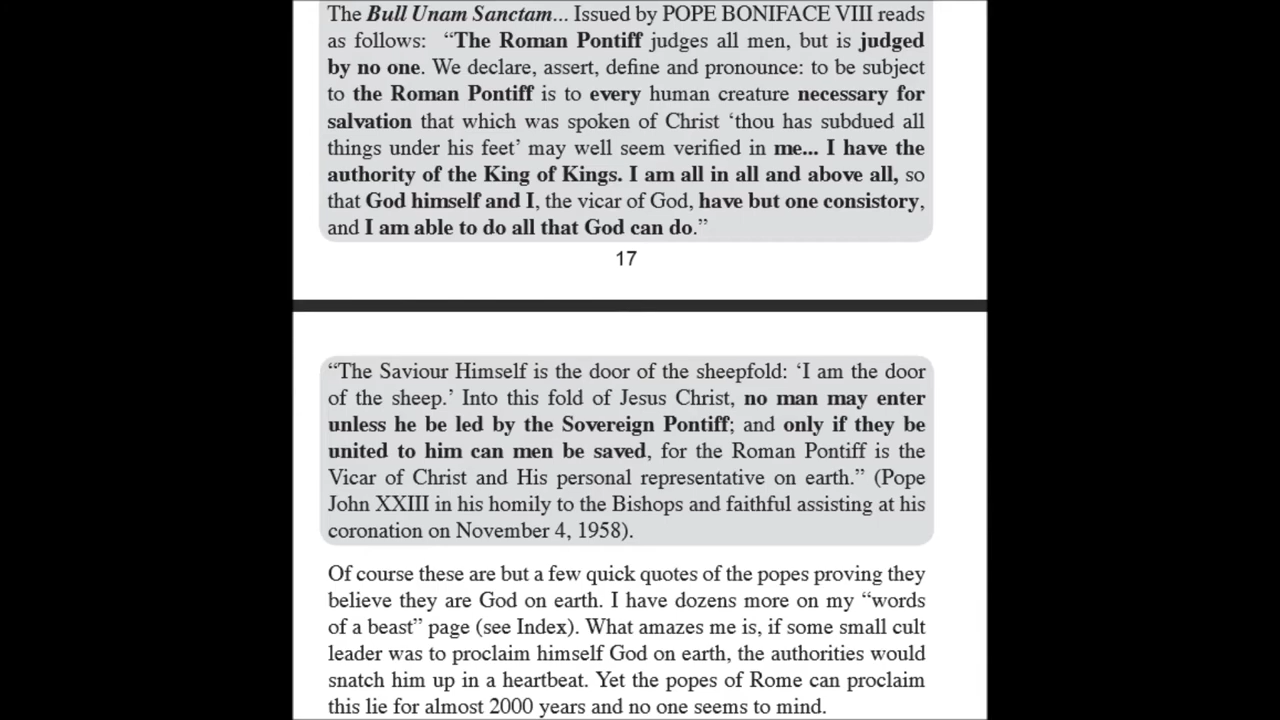 The Bull Unam Sanctam... Issued by POPE BONIFACE VIII reads
as follows: “The Roman Pontiff judges all men, but is judged
by no one. We declare, assert, define and pronounce: to be subject
to the Roman Pontiff is to every human creature necessary for
salvation that which was spoken of Christ ‘thou has subdued all
things under his feet’ may well seem verified in me... I have the
authority of the King of Kings. I am all in all and above all, so
that God himself and I, the vicar of God, have but one consistory,
and I am able to do all that God can do.”
17
“The Saviour Himself is the door of the sheepfold: ‘I am the door
of the sheep.’ Into this fold of Jesus Christ, no man may enter
unless he be led by the Sovereign Pontiff; and only if they be
united to him can men be saved, for the Roman Pontiff is the
Vicar of Christ and His personal representative on earth.” (Pope
John XXIII in his homily to the Bishops and faithful assisting at his
coronation on November 4, 1958).
Of course these are but a few quick quotes of the popes proving they
believe they are God on earth. I have dozens more on my “words
of a beast” page (see Index). What amazes me is, if some small cult
leader was to proclaim himself God on earth, the authorities would
snatch him up in a heartbeat. Yet the popes of Rome can proclaim
this lie for almost 2000 years and no one seems to mind.